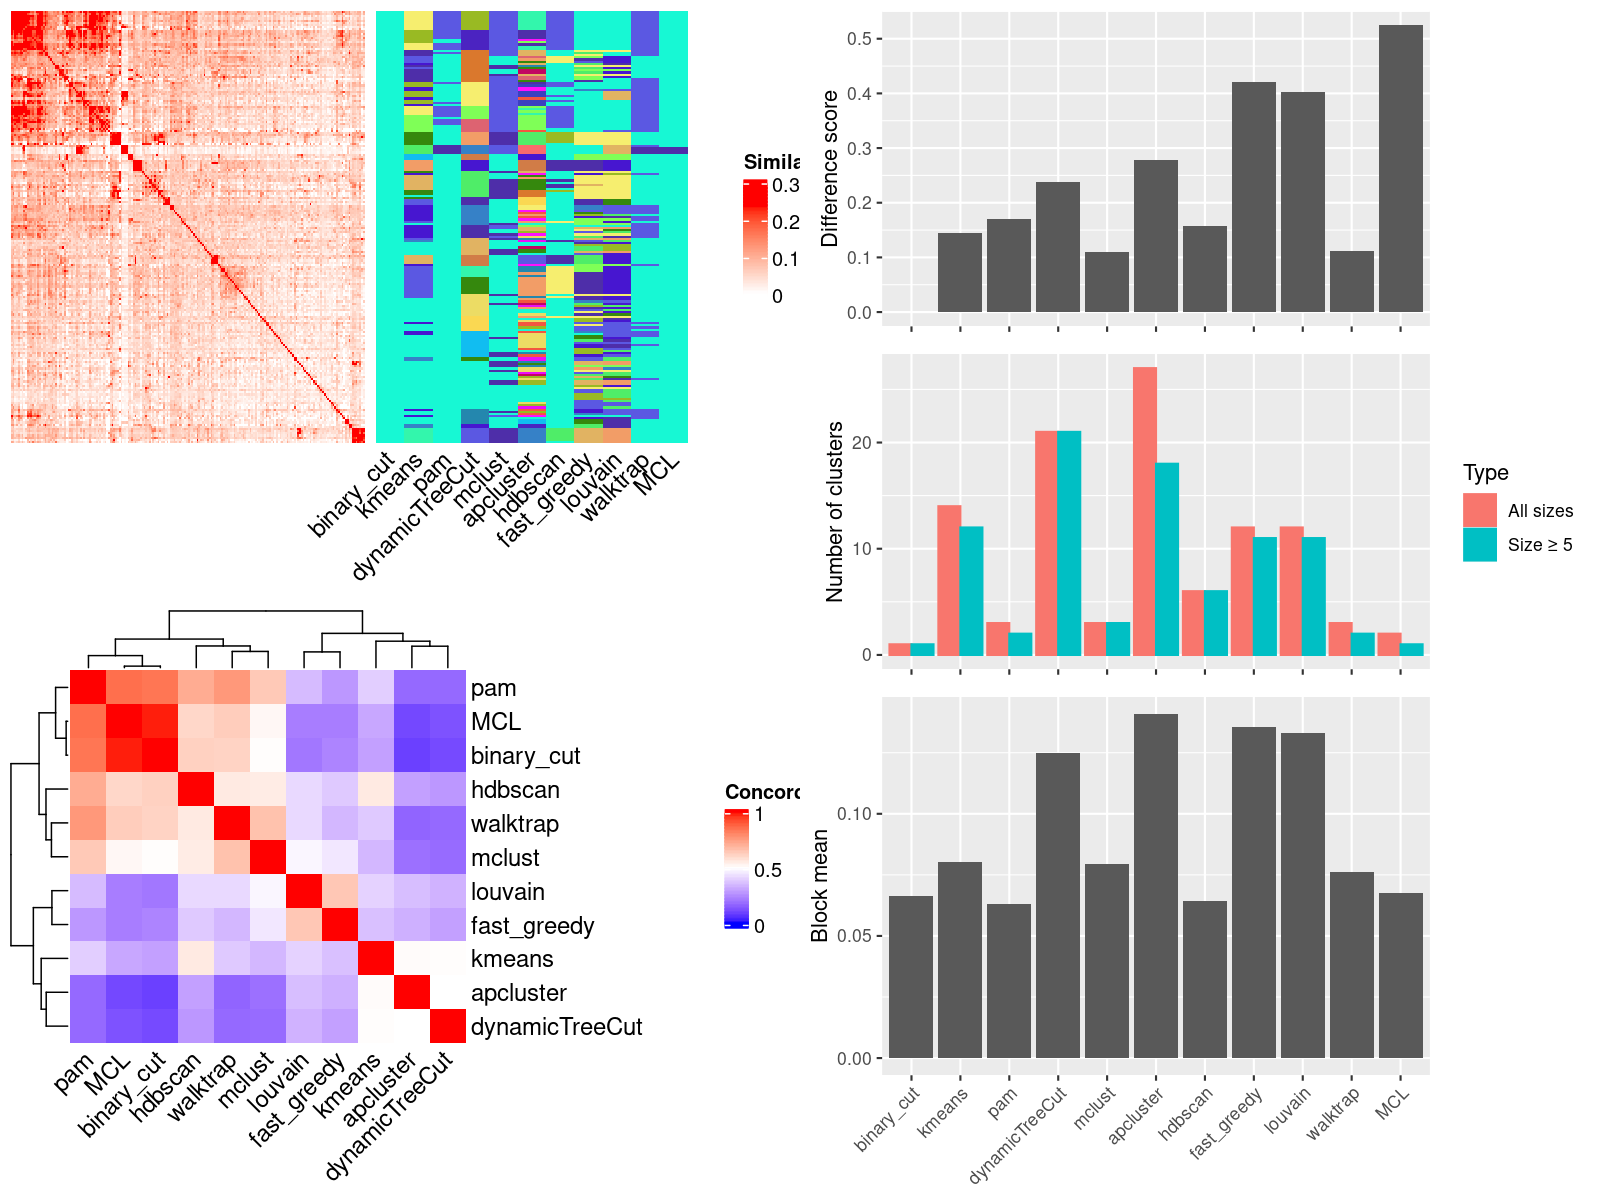 Simila
0.3
0.2
0.1
0
binary_cut
kmeans
pam
dynamicTreeCut
mclust
apcluster
hdbscan
fast_greedy
louvain
walktrap
MCL
pam
MCL
binary_cut
hdbscan
walktrap
mclust
louvain
fast_greedy
kmeans
apcluster
dynamicTreeCut
Concord
1
0.5
0
pam
MCL
binary_cut
hdbscan
walktrap
mclust
louvain
fast_greedy
kmeans
apcluster
dynamicTreeCut
Difference score
0.5
0.4
0.3
0.2
0.1
0.0
Number of clusters
20
10
0
Type
All sizes
Size ≥ 5
Block mean
0.10
0.05
0.00
binary_cut
kmeans
pam
dynamicTreeCut
mclust
apcluster
hdbscan
fast_greedy
louvain
walktrap
MCL